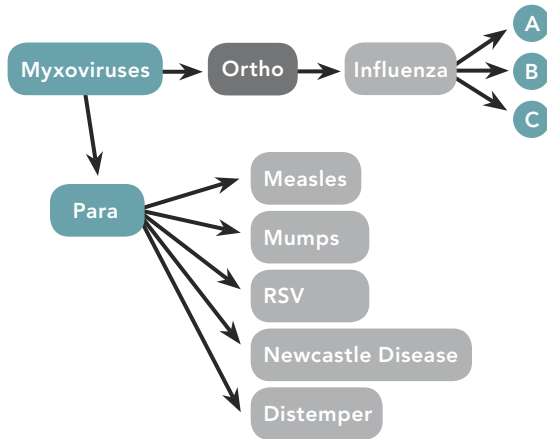 Myxoviruses
Ortho
Influenza
A
B
C
Para
Measles
Mumps
RSV
Newcastle Disease
Distemper